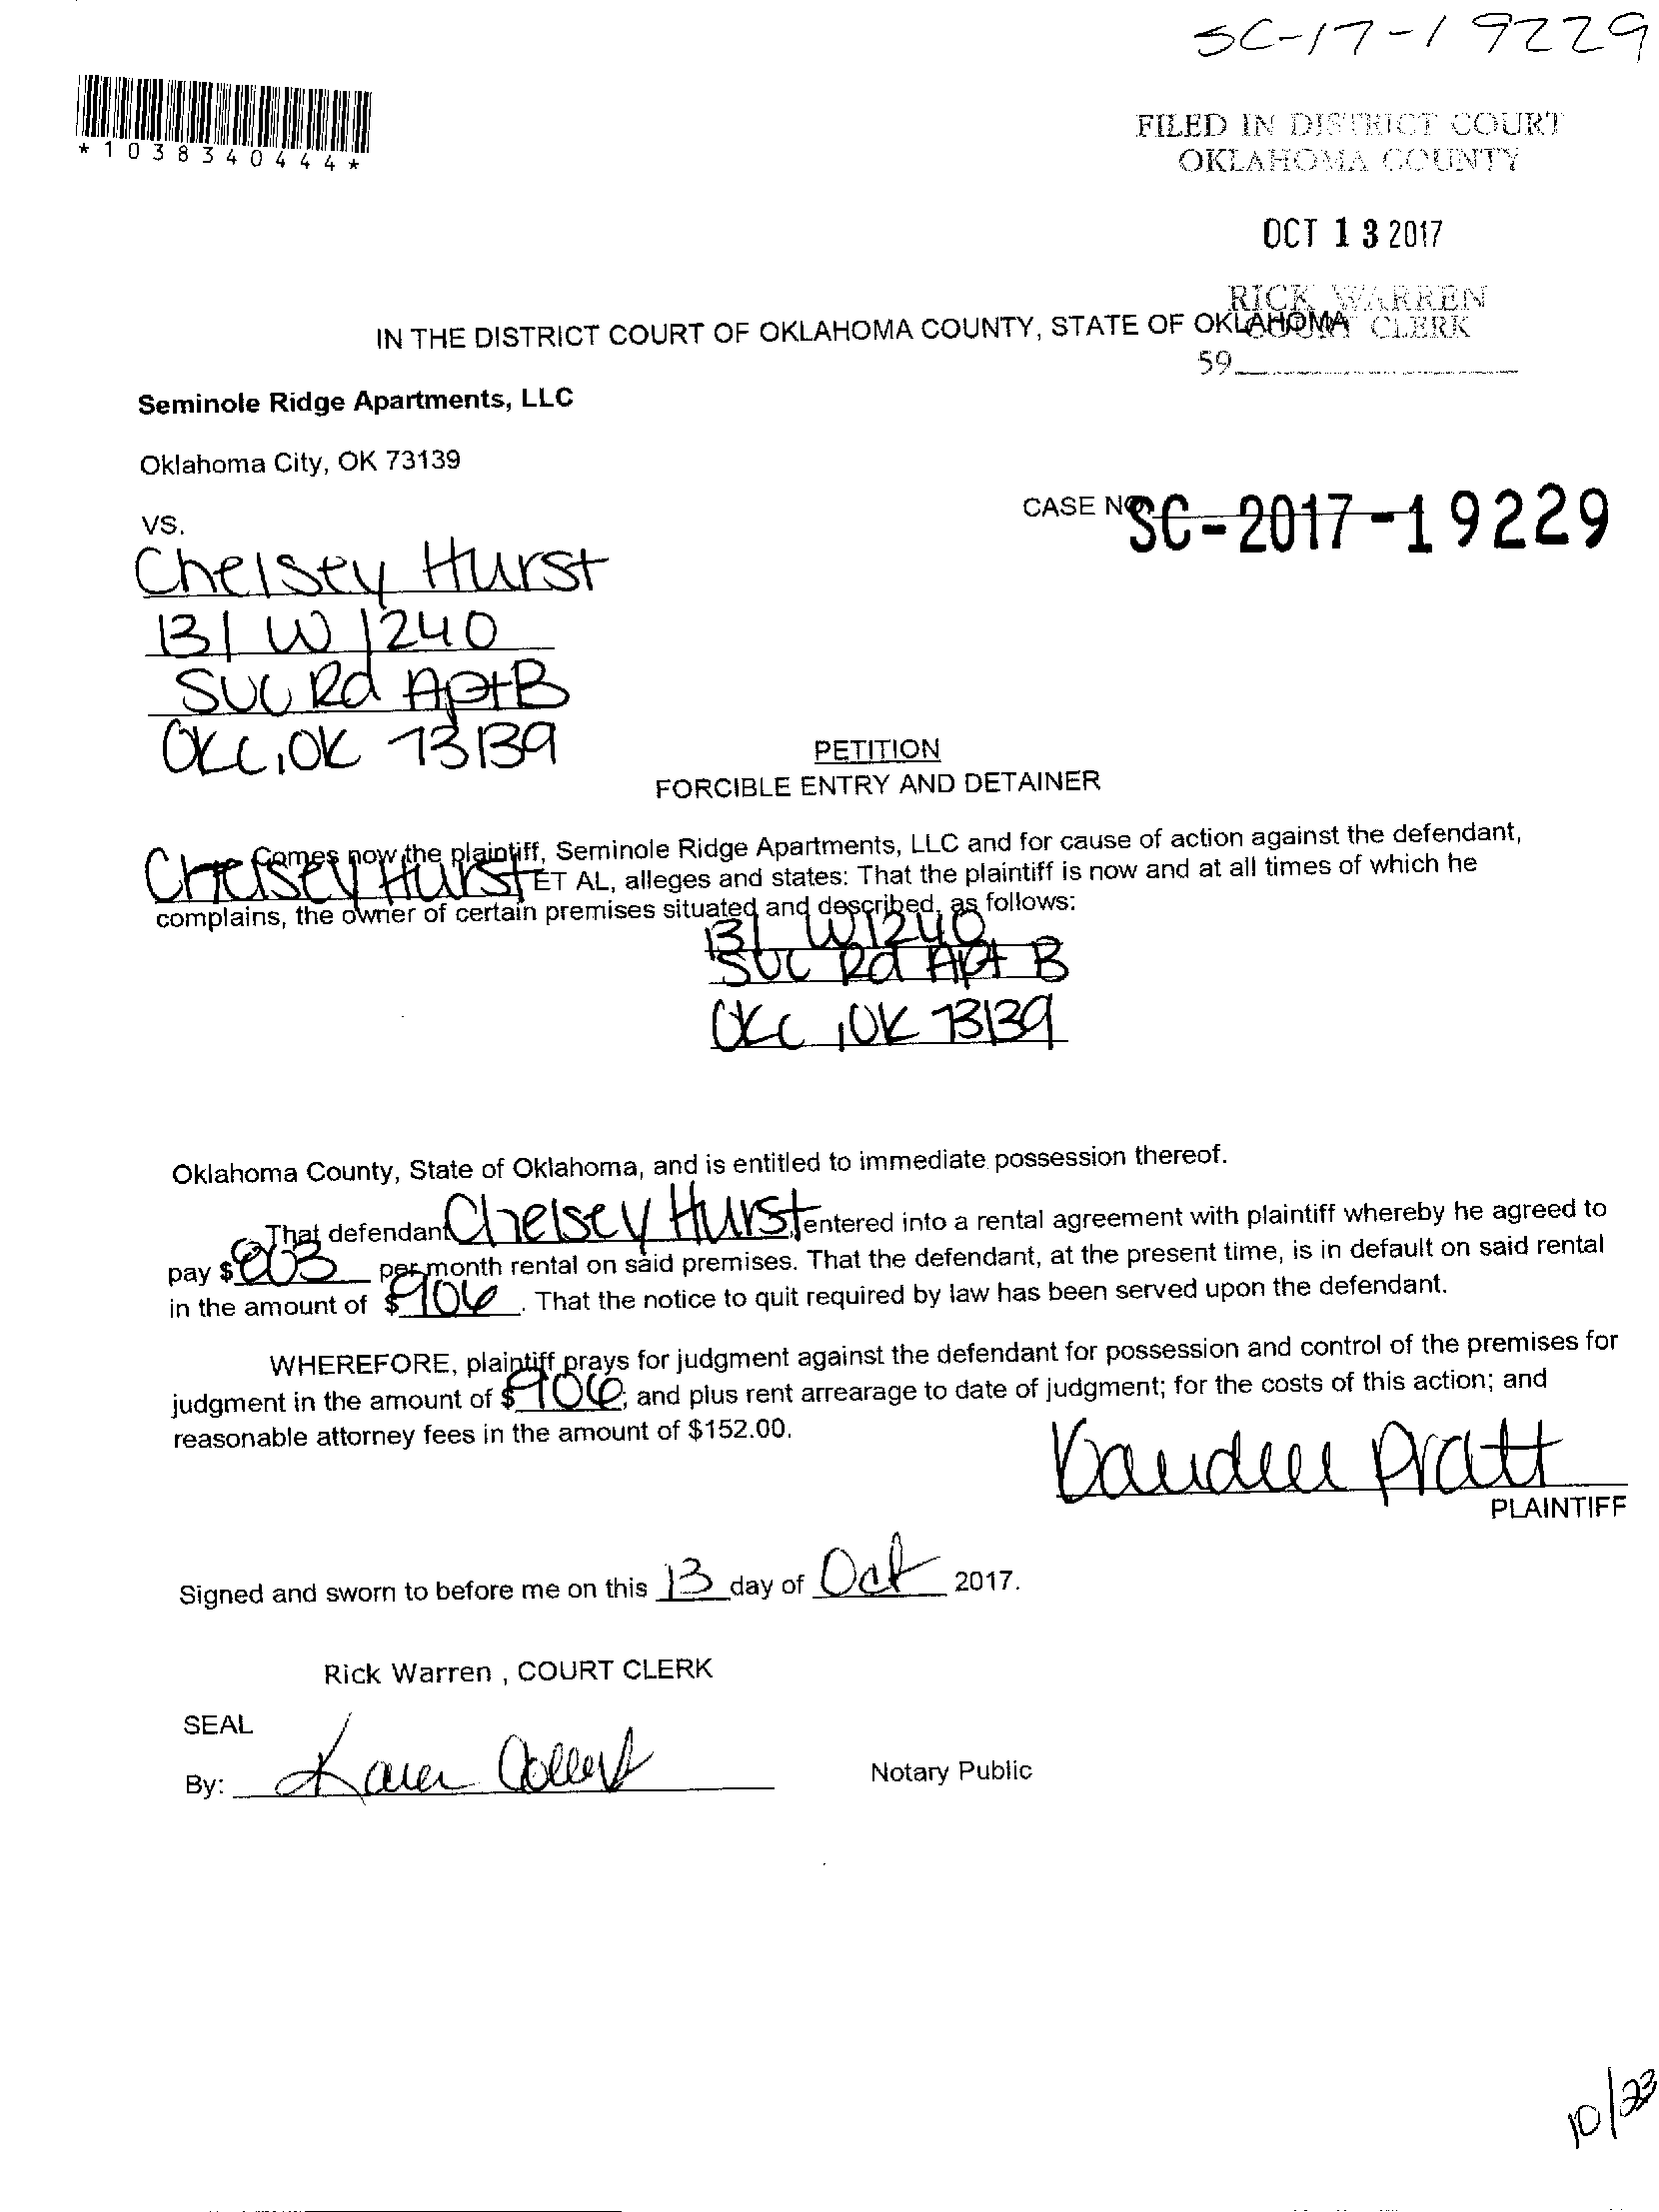 SC-17-19229
*1038340444*
FILED IN DISTRICT COURT
OKLAHOMA COUNTY
OCT 13 2017
RICK WARREN
COURT CLERK
59
IN THE DISTRICT COURT OF OKLAHOMA COUNTY, STATE OF OKLAHOMA
Seminole Ridge Apartments, LLC
Oklahoma City, OK 73139
CASE NO. SC-2017-19229
VS.
Chelsey Hurst
131 W I240
SVC Rd Apt B
OKC, OK 73139
PETITION
FORCIBLE ENTRY AND DETAINER
Comes now the plaintiff, Seminole Ridge Apartments, LLC and for cause of action against the defendant,
Chelsey Hurst ET AL, alleges and states: That the plaintiff is now and at all times of which he
complains, the owner of certain premises situated and described, as follows:
131 W I240
SVC Rd Apt B
OKC, OK 73139
Oklahoma County, State of Oklahoma, and is entitled to immediate possession thereof.
That defendant Chelsey Hurst, entered into a rental agreement with plaintiff whereby he agreed to
pay $ per month rental on said premises. That the defendant, at the present time, is in default on said rental
in the amount of $906. That the notice to quit required by law has been served upon the defendant.
WHEREFORE, plaintiff prays for judgment against the defendant for possession and control of the premises for
judgment in the amount of $906; and plus rent arrearage to date of judgment; for the costs of this action; and
reasonable attorney fees in the amount of $152.00.
Pratt
PLAINTIFF
Signed and sworn to before me on this 13 day of Oct 2017.
Rick Warren , COURT CLERK
SEAL
By: Karen Notary Public
10/23